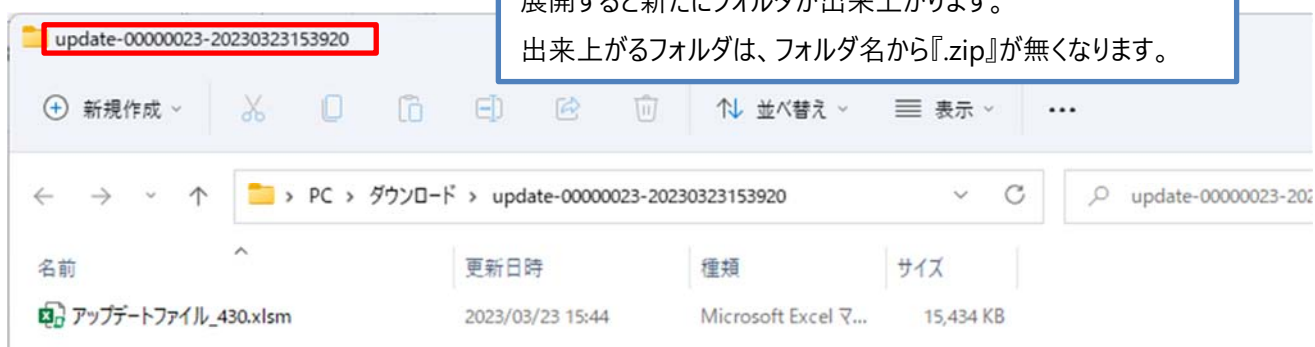 展開すると新たにフォルダが出来上がります。
出来上がるフォルダは、フォルダ名から『.zip』が無くなります。
update-00000023-20230323153920
新規作成 並べ替え 表示 ...
PC > ダウンロード > update-00000023-20230323153920 update-00000023-202
名前 更新日時 種類 サイズ
アップデートファイル_430.xlsm 2023/03/23 15:44 Microsoft Excel マ... 15,434 KB